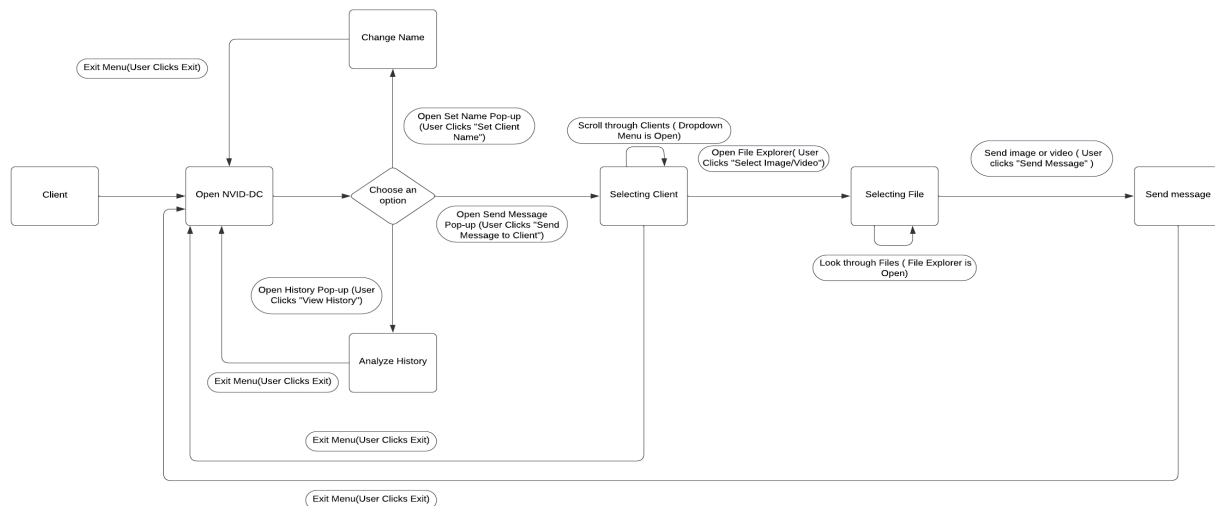 Change Name
Exit Menu(User Clicks Exit)
Open Set Name Pop-up
(User Clicks "Set Client
Name")
Scroll through Clients ( Dropdown
Menu is Open)
Open File Explorer( User
Clicks "Select Image/Video")
Send image or video ( User
clicks "Send Message" )
Client
Open NVID-DC
Choose an
option
Selecting Client
Selecting File
Send message
Open Send Message
Pop-up (User Clicks "Send
Message to Client")
Look through Files ( File Explorer is
Open)
Open History Pop-up (User
Clicks "View History")
Analyze History
Exit Menu(User Clicks Exit)
Exit Menu(User Clicks Exit)
Exit Menu(User Clicks Exit)